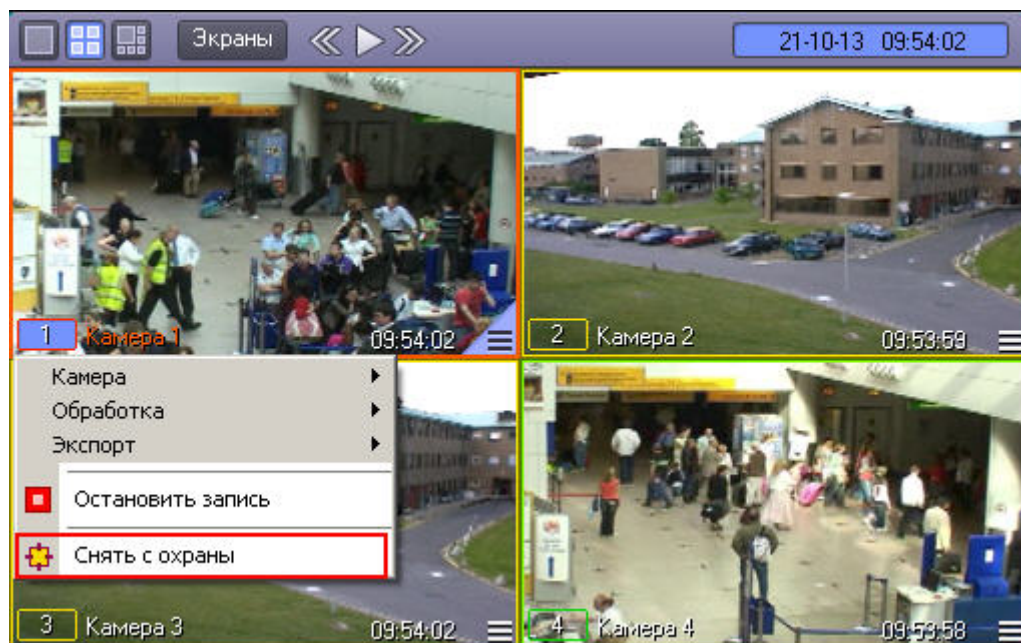 Экраны
21-10-13 09:54:02
1 Камера 1 09:54:02
2 Камера 2 09:53:59
Камера
Обработка
Экспорт
Остановить запись
Снять с охраны
3 Камера 3 09:54:02
4 Камера 4 09:53:58